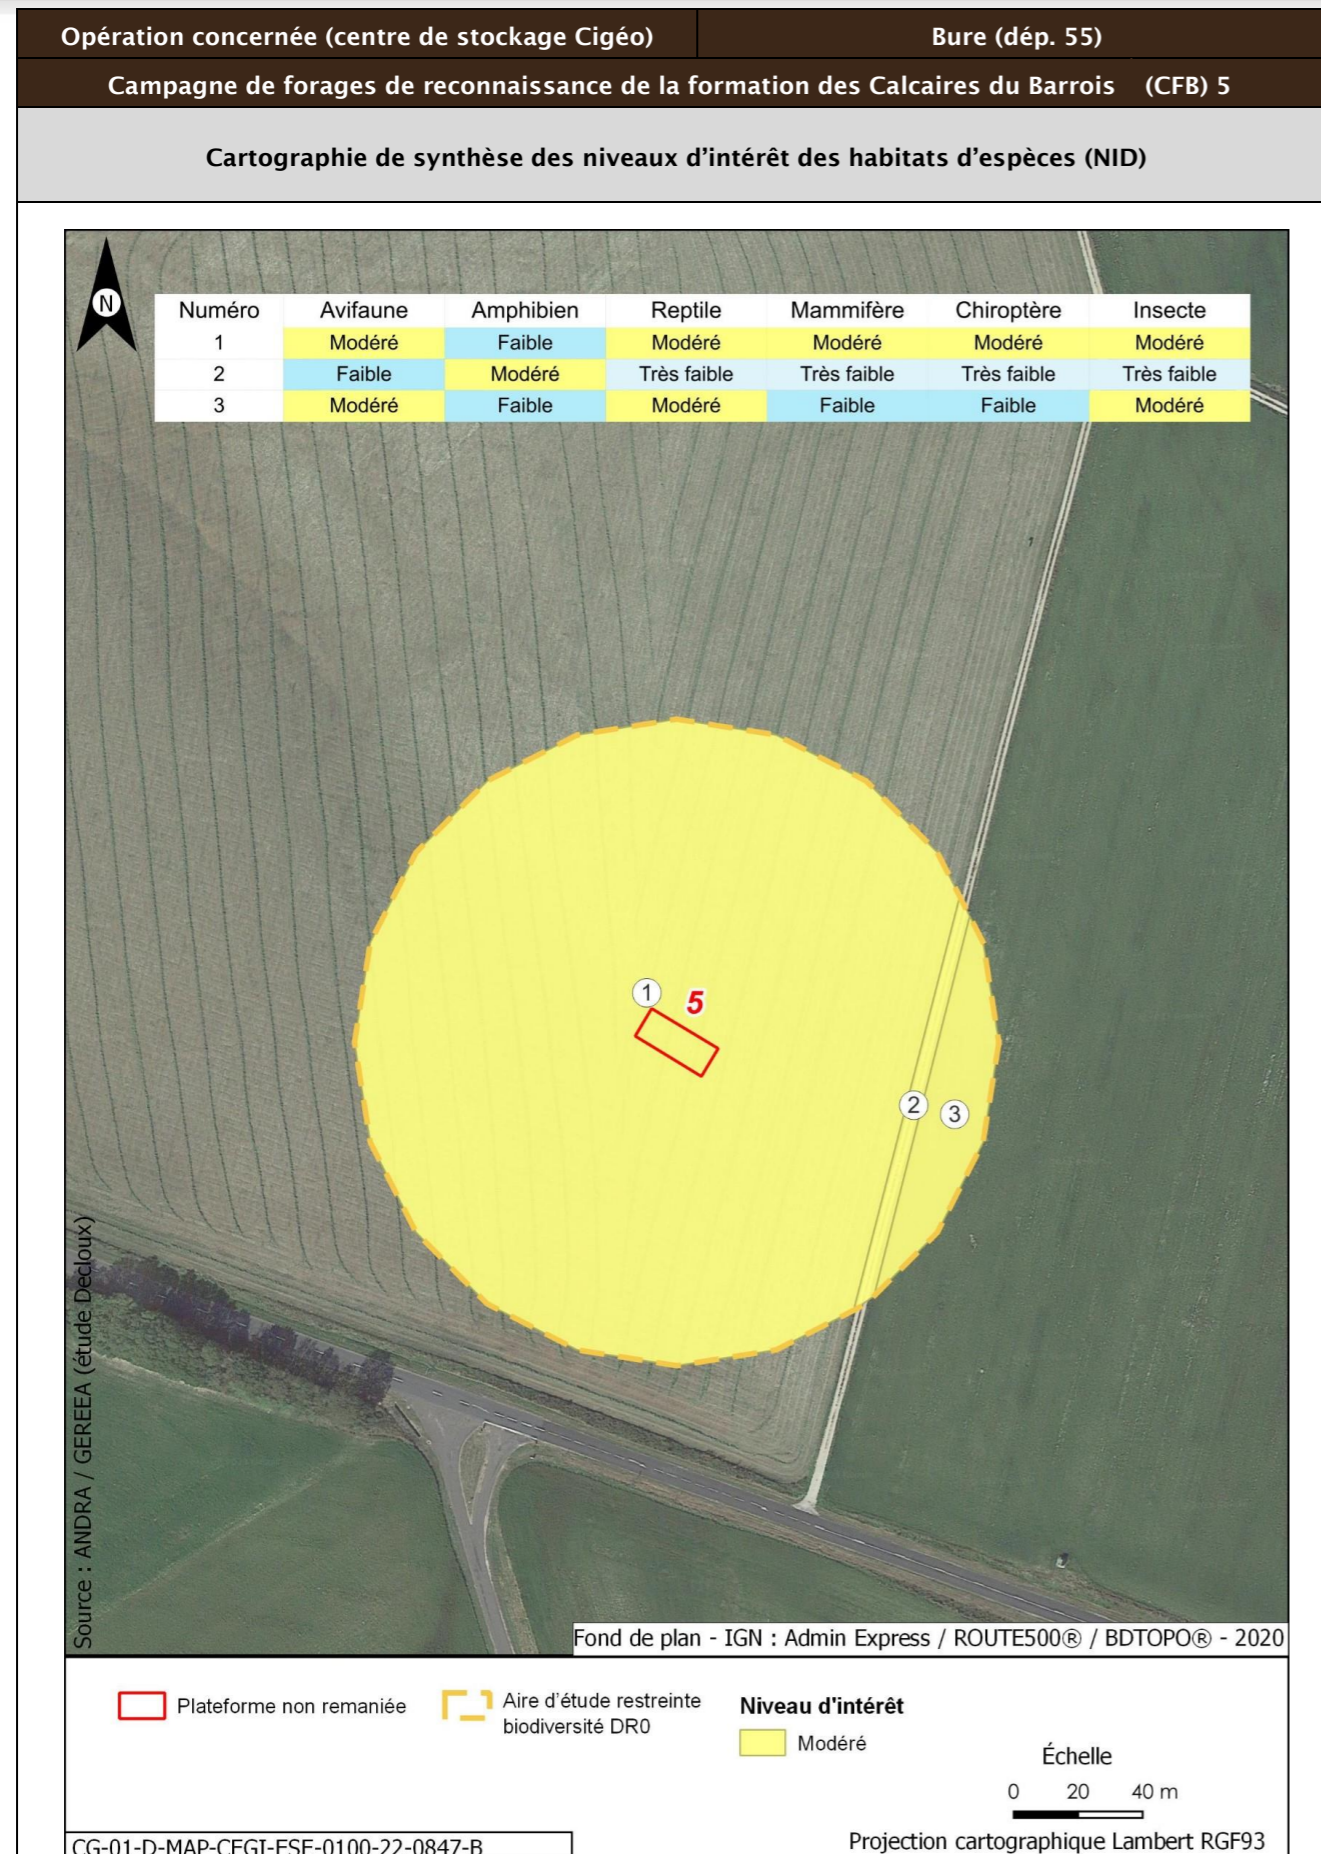 Opération concernée (centre de stockage Cigéo) Bure (dép. 55)
Campagne de forages de reconnaissance de la formation des Calcaires du Barrois (CFB) 5
Cartographie de synthèse des niveaux d'intérêt des habitats d'espèces (NID)
N
Numéro Avifaune Amphibien Reptile Mammifère Chiroptère Insecte
1 Modéré Faible Modéré Modéré Modéré Modéré
2 Faible Modéré Très faible Très faible Très faible Très faible
3 Modéré Faible Modéré Faible Faible Modéré
1 5
2 3
Source : ANDRA / GEREEA (étude Decloux)
Fond de plan - IGN : Admin Express / ROUTE500® / BDTOPO® - 2020
Plateforme non remaniée
Aire d'étude restreinte
biodiversité DR0
Niveau d'intérêt
Modéré
Échelle
0 20 40 m
Projection cartographique Lambert RGF93
CG-01-D-MAP-CEGI-ESE-0100-22-0847-B